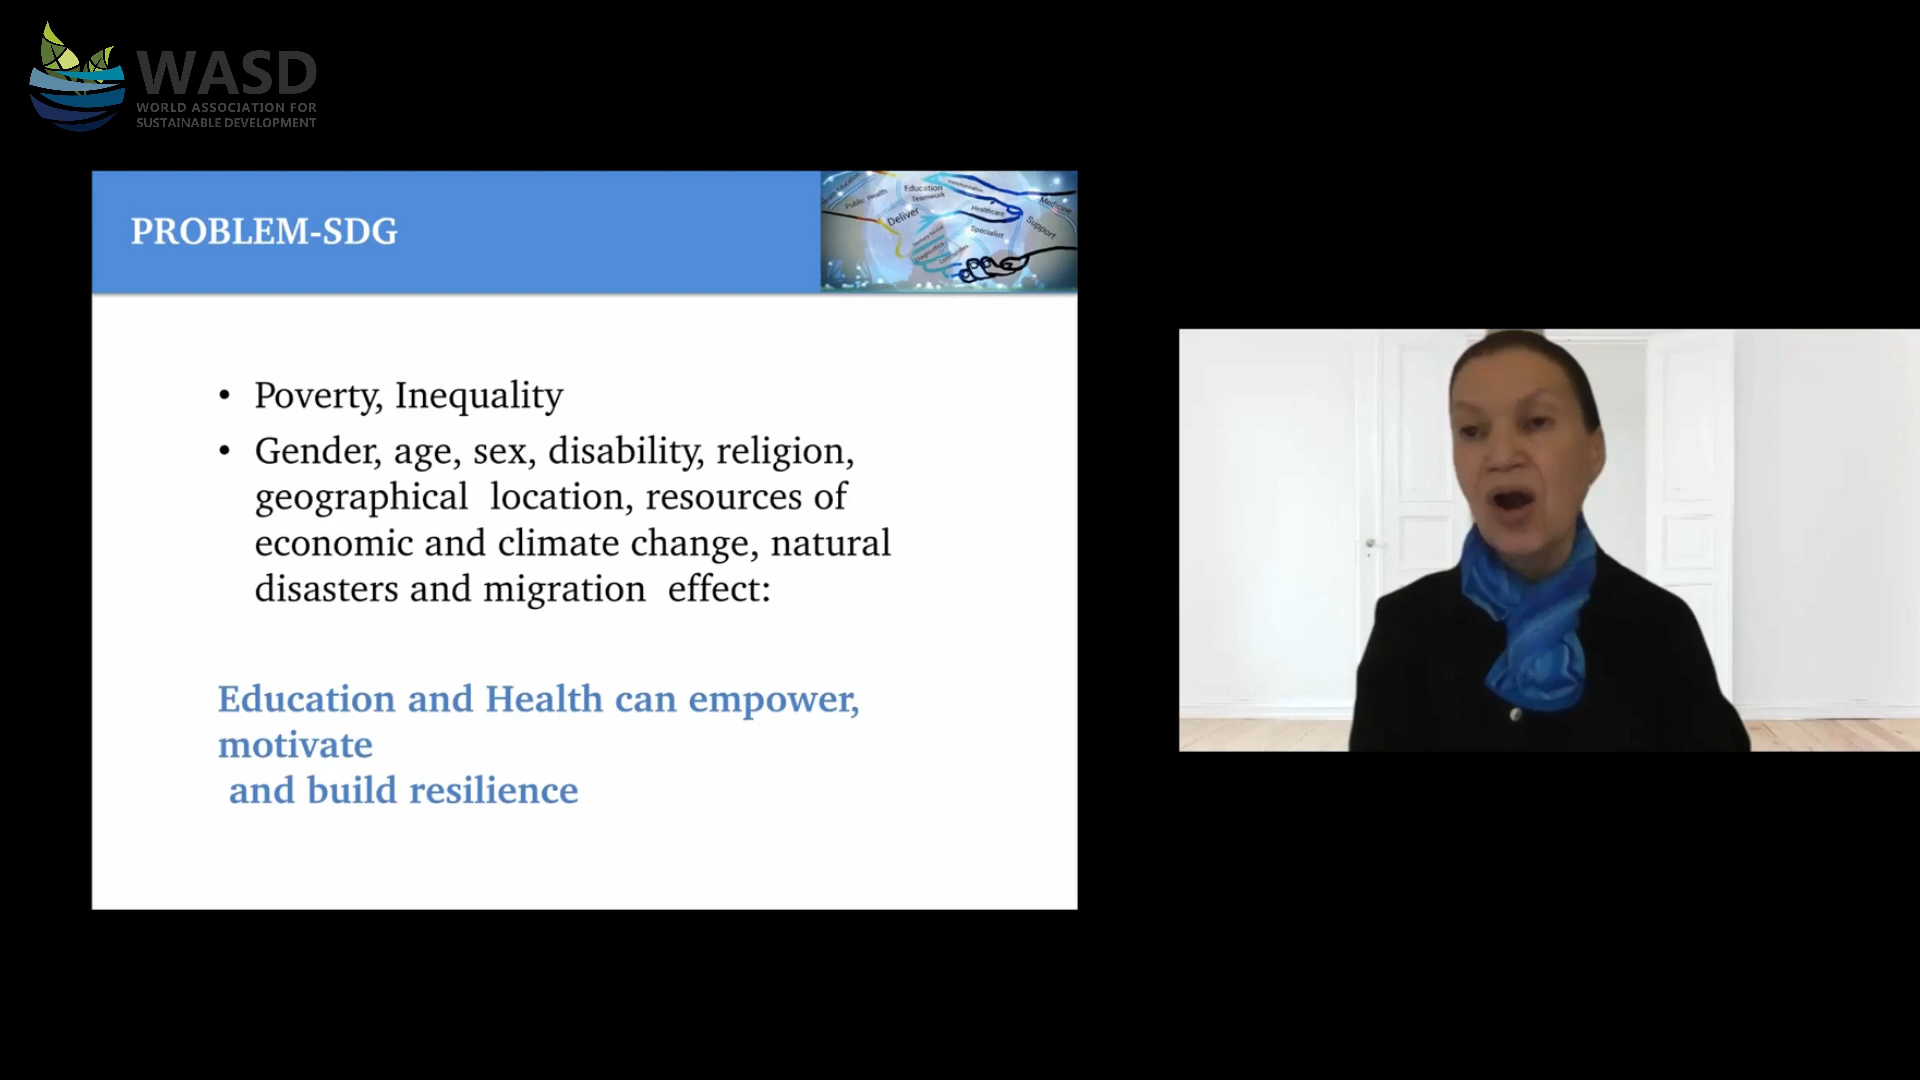 WASD
WORLD ASSOCIATION FOR
SUSTAINABLE DEVELOPMENT
PROBLEM-SDG
Public Health
Education
Teamwork
Deliver
Healthcare
Specialist
Medicine
Support
• Poverty, Inequality
• Gender, age, sex, disability, religion,
geographical location, resources of
economic and climate change, natural
disasters and migration effect:
Education and Health can empower,
motivate
and build resilience